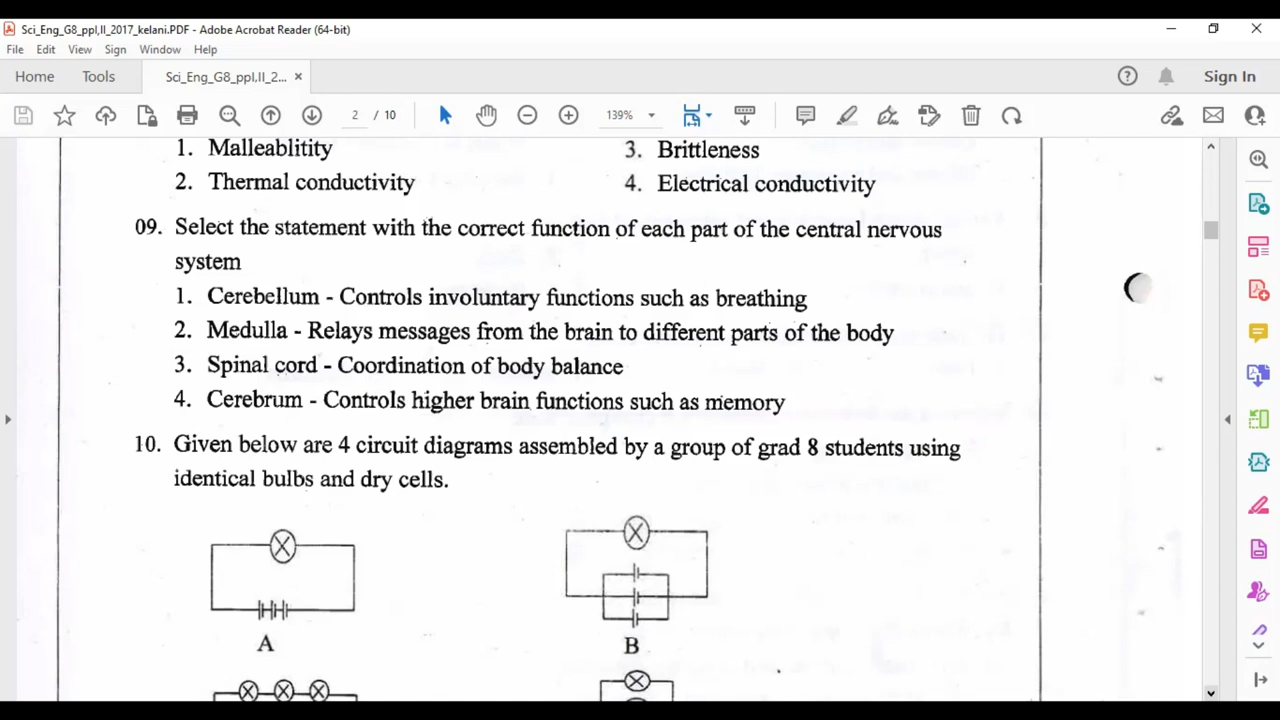 Sci_Eng_G8_ppl,II_2017_kelani.PDF - Adobe Acrobat Reader (64-bit)
File Edit View Sign Window Help
Home Tools Sci_Eng_G8_ppl,II_2... × Sign In
2 / 10 139%
1. Malleablitity
3. Brittleness
2. Thermal conductivity
4. Electrical conductivity
09. Select the statement with the correct function of each part of the central nervous
system
1. Cerebellum - Controls involuntary functions such as breathing
2. Medulla - Relays messages from the brain to different parts of the body
3. Spinal cord - Coordination of body balance
4. Cerebrum - Controls higher brain functions such as memory
10. Given below are 4 circuit diagrams assembled by a group of grad 8 students using
identical bulbs and dry cells.
A
B